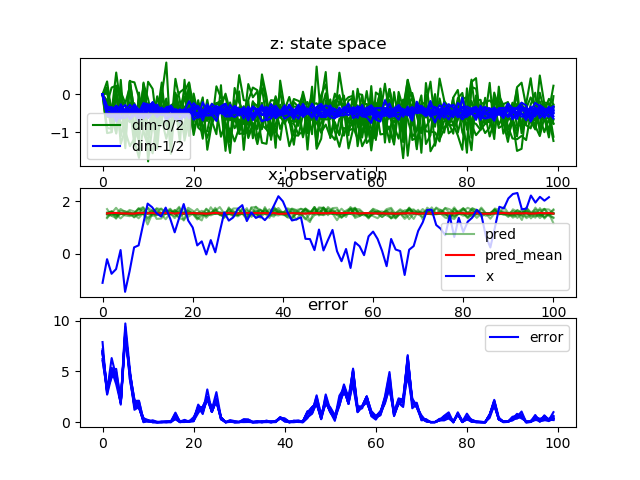 z: state space
0
−1
dim-0/2
dim-1/2
0 20 40 60 80 100
x: observation
2
0
pred
pred_mean
x
0 20 40 60 80 100
error
10
5
0
error
0 20 40 60 80 100